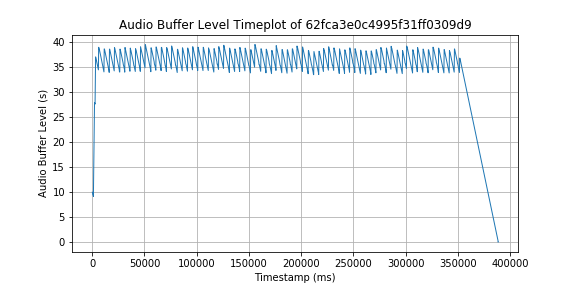 Audio Buffer Level Timeplot of 62fca3e0c4995f31ff0309d9
40
35
30
25
20
15
10
5
0
Audio Buffer Level (s)
0 50000 100000 150000 200000 250000 300000 350000 400000
Timestamp (ms)